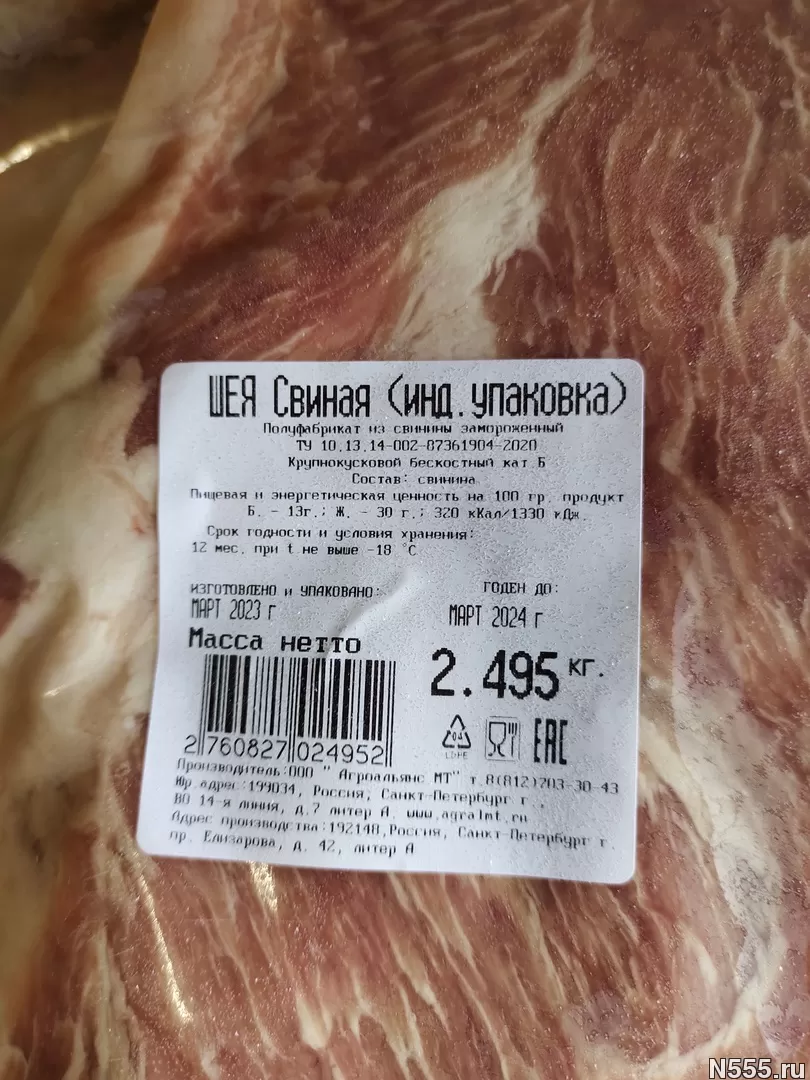 ШЕЯ Свиная (инд.упаковка)
Полуфабрикат из свинины замороженный
ТУ 10.13.14-002-87361904-2020
Крупнокусковой бескостный кат.Б
Состав: свинина
Пищевая и энергетическая ценность на 100 гр. продукт
Б. - 13г.; Ж. - 30 г.; 320 кКал/1330 кДж.
Срок годности и условия хранения:
12 мес. при t не выше -18 °С
ИЗГОТОВЛЕНО и УПАКОВАНО:
МАРТ 2023 г
ГОДЕН ДО:
МАРТ 2024 г
Масса нетто
2.495 кг.
2 760827 024952
04
LDPE
EAC
Производитель:ООО " Агроальянс МТ" т.8(812)703-30-43
Юр.адрес:199034, Россия, Санкт-Петербург г.,
ВО 14-я линия, д.7 литер А. www.agralmt.ru
Адрес производства:192148,Россия, Санкт-Петербург г.
пр. Елизарова, д. 42, литер А
N555.ru